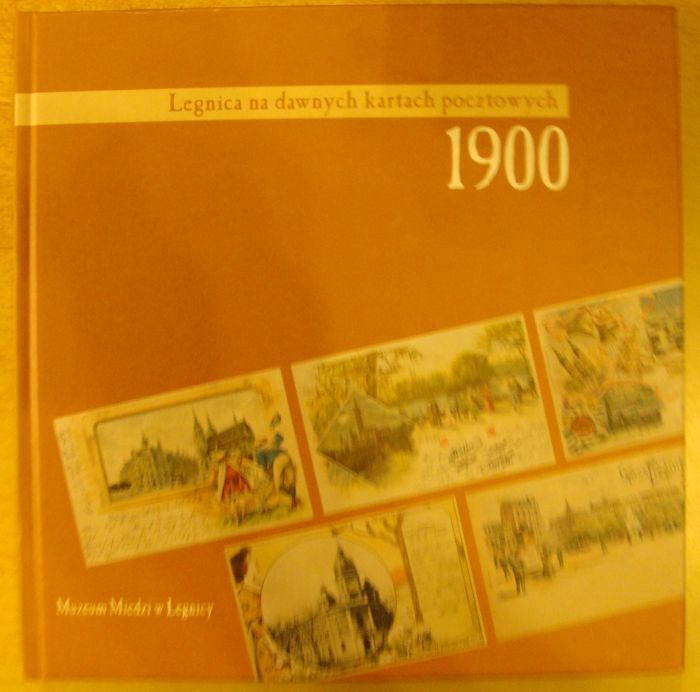 Legnica na dawnych kartach pocztowych
1900
Muzeum Miedzi w Legnicy